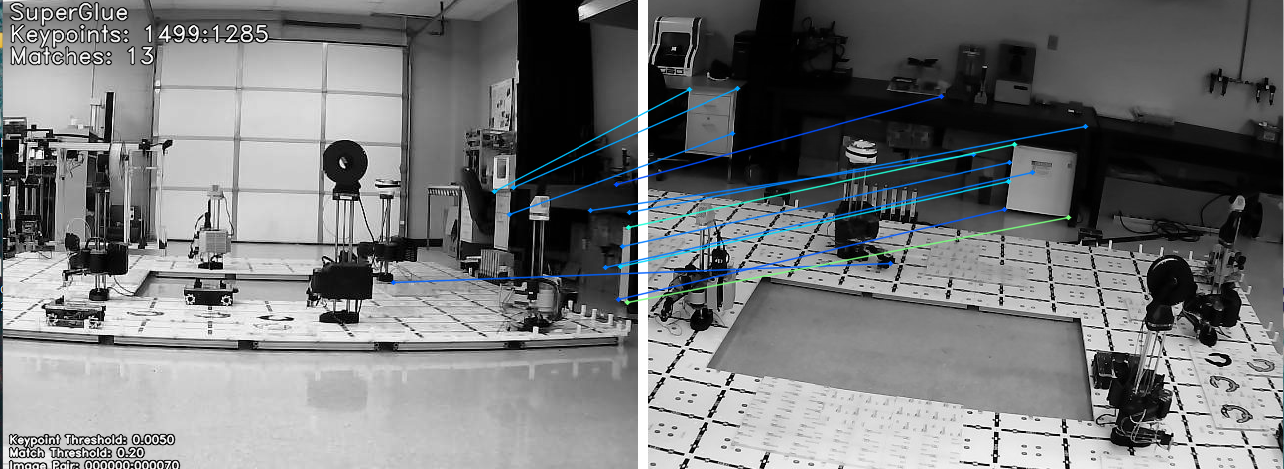 SuperGlue
Keypoints: 1499:1285
Matches: 13
Keypoint Threshold: 0.0050
Match Threshold: 0.20
Image Pair: 000000:000070